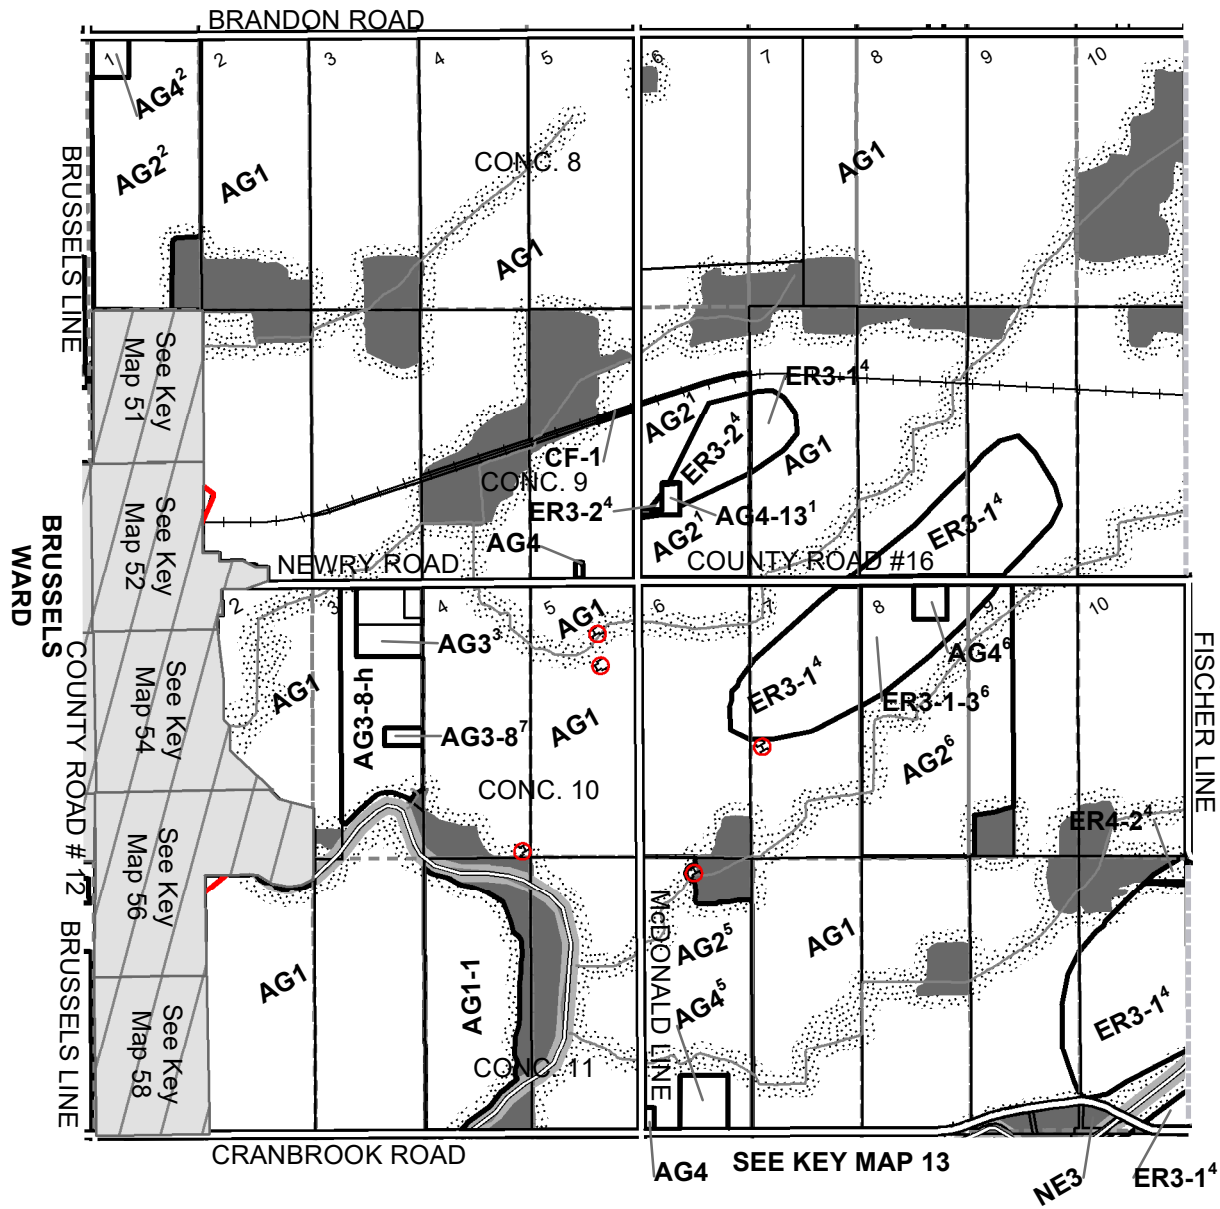 BRANDON ROAD
1
2
3
4
5
6
7
8
9
10
AG4²
AG2²
AG1
CONC. 8
AG1
AG1
BRUSSELS LINE
See Key
Map 51
ER3-1⁴
AG2¹
ER3-2⁴
AG1
CF-1
CONC. 9
ER3-2⁴
AG4-13¹
AG2¹
ER3-1⁴
See Key
Map 52
BRUSSELS
WARD
AG4
NEWRY ROAD
COUNTY ROAD #16
2
3
4
5
6
7
8
9
10
AG1
AG3³
AG4⁶
AG1
AG3-8-h
AG3-8⁷
AG1
ER3-1⁴
ER3-1-3⁶
AG2⁶
See Key
Map 54
COUNTY ROAD # 12
FISCHER LINE
CONC. 10
ER4-2⁴
See Key
Map 56
McDONALD LINE
AG2⁵
AG1
AG1
AG1-1
AG4⁵
ER3-1⁴
BRUSSELS LINE
See Key
Map 58
CONC. 11
CRANBROOK ROAD
AG4
SEE KEY MAP 13
NE3
ER3-1⁴